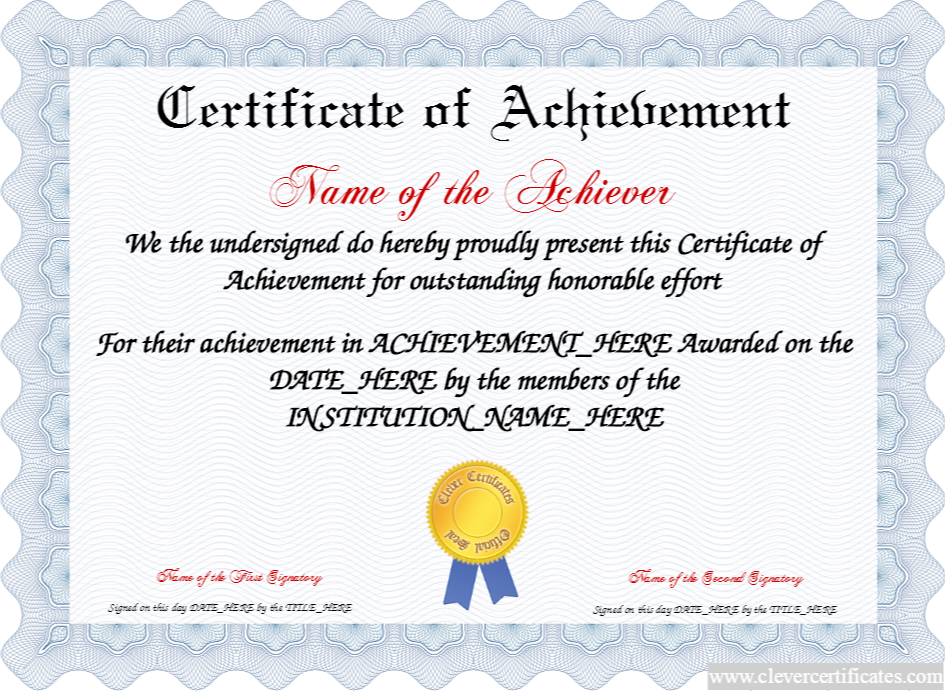 Certificate of Achievement
Name of the Achiever
We the undersigned do hereby proudly present this Certificate of
Achievement for outstanding honorable effort
For their achievement in ACHIEVEMENT_HERE Awarded on the
DATE_HERE by the members of the
INSTITUTION_NAME_HERE
Clever Certificates
Official Seal
Name of the First Signatory
Name of the Second Signatory
Signed on this day DATE_HERE by the TITLE_HERE
Signed on this day DATE_HERE by the TITLE_HERE
www.clevercertificates.com